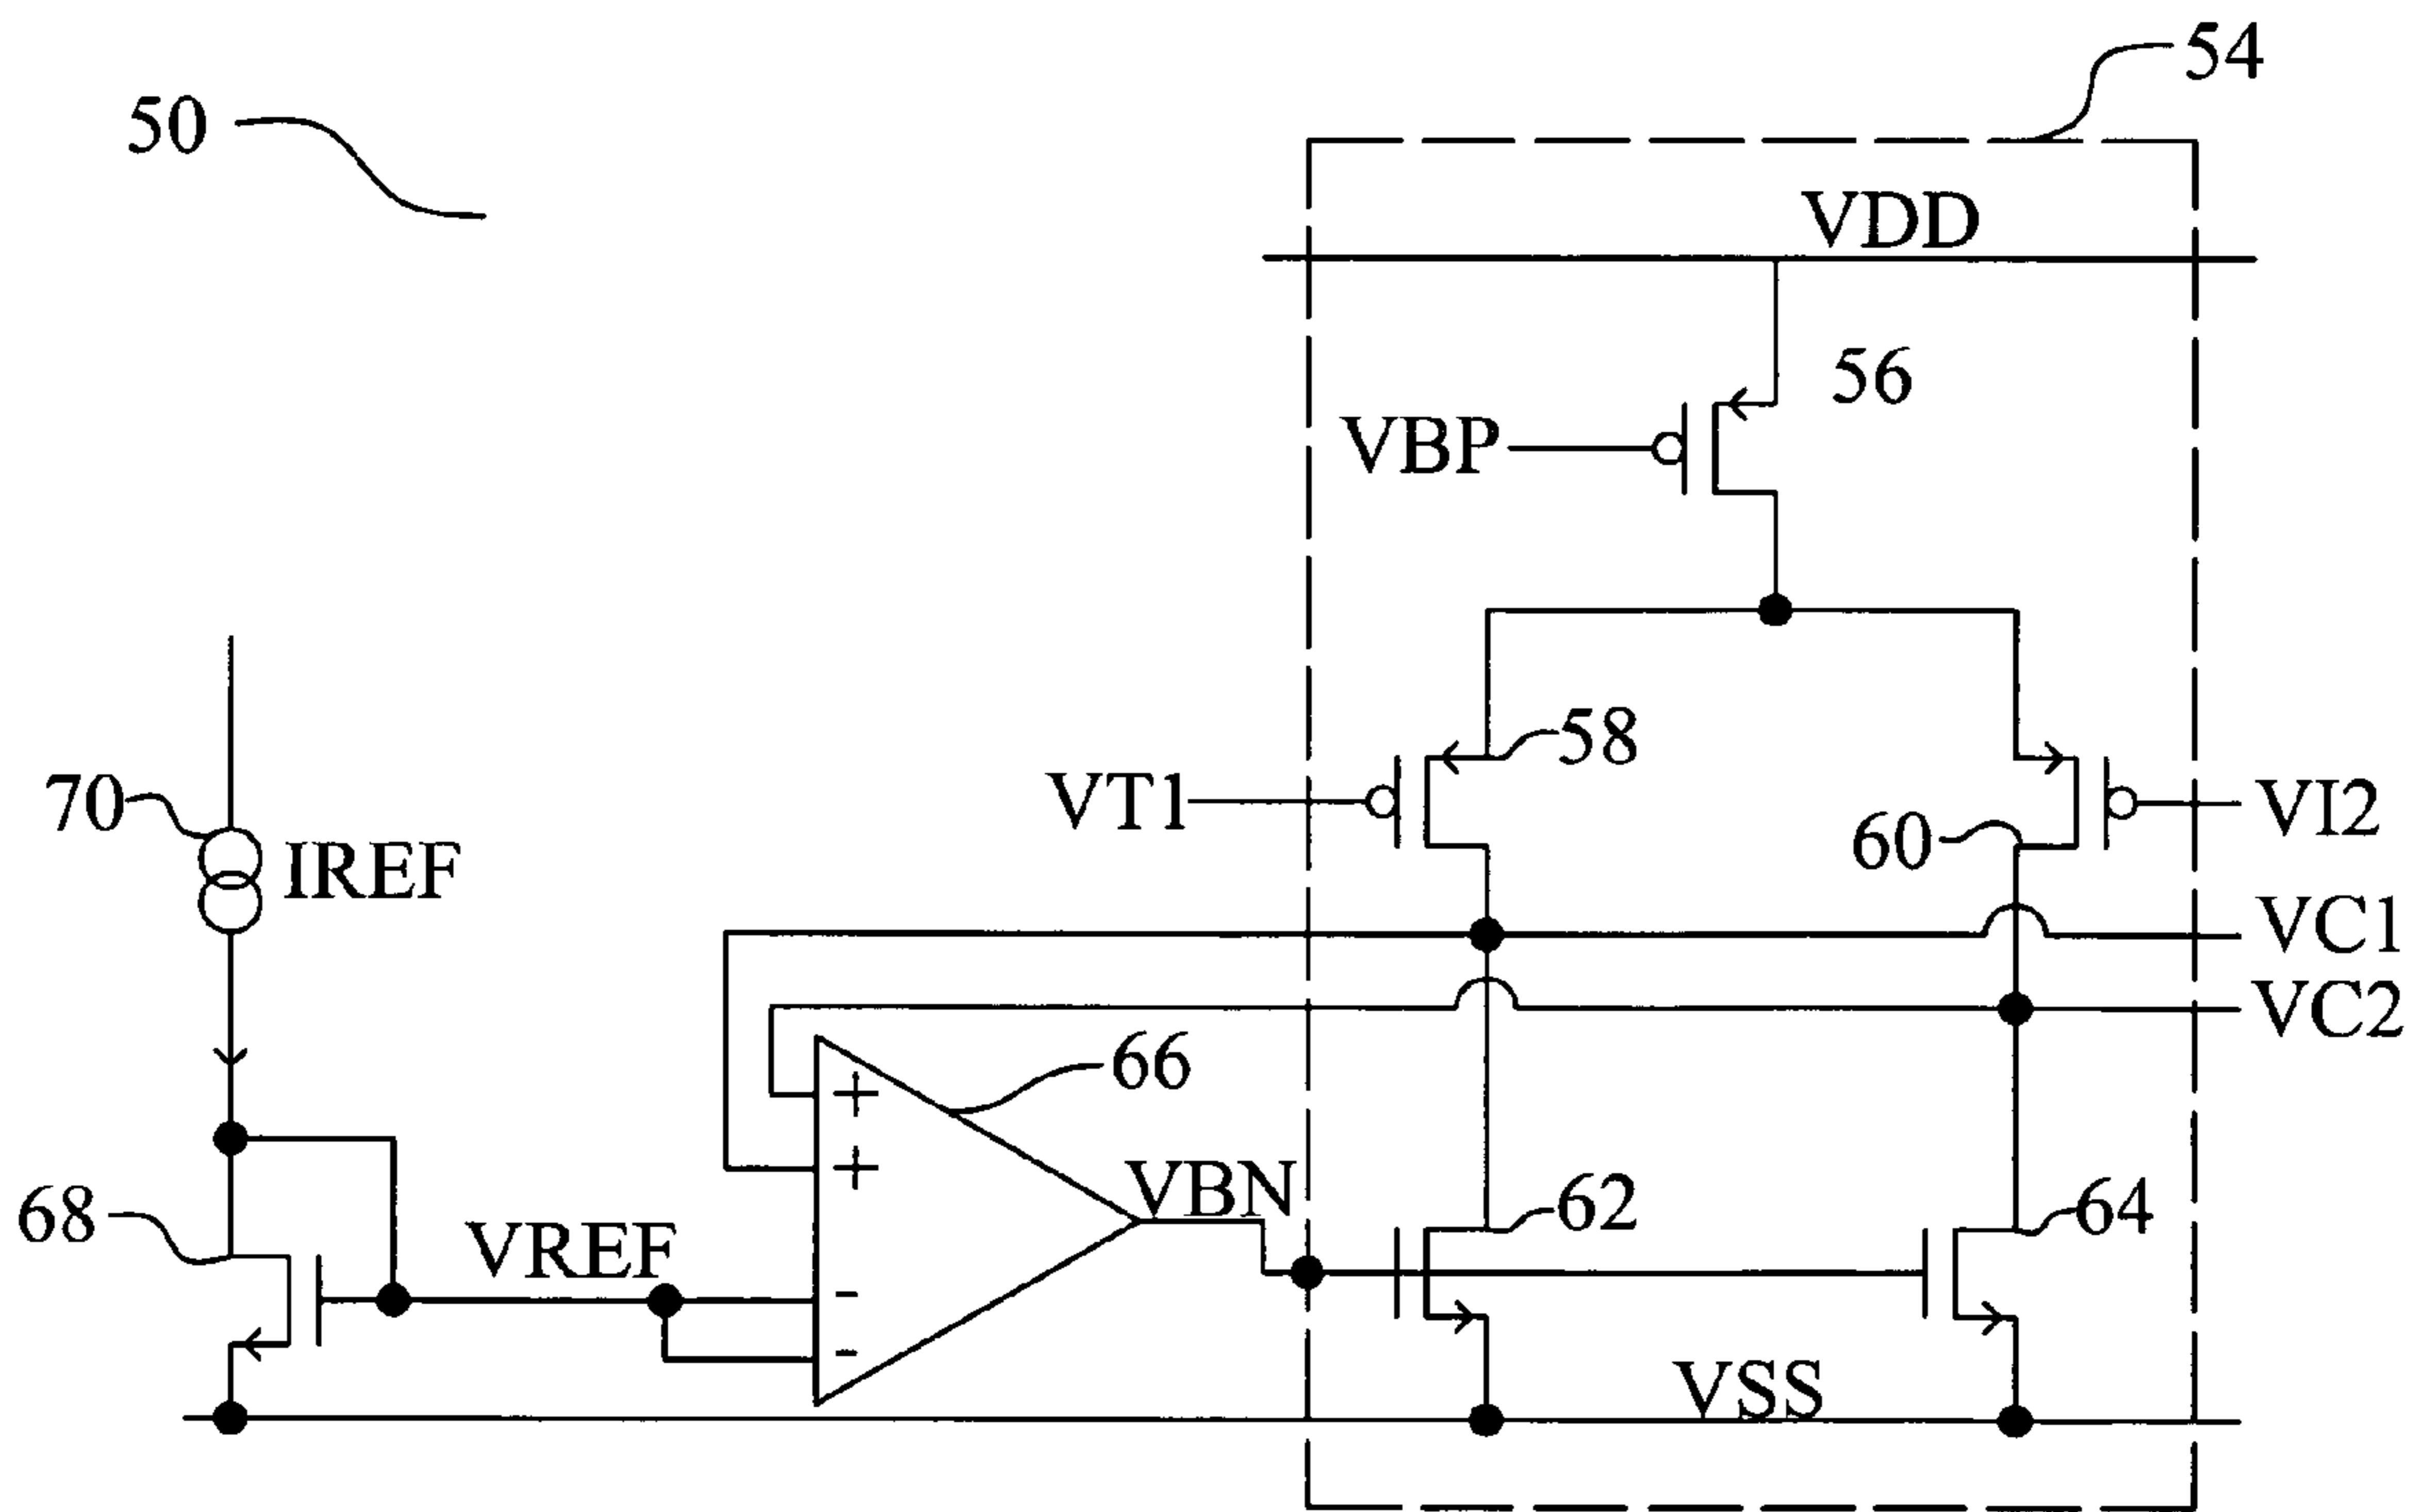 54
50
VDD
56
VBP
58
VT1
70
IREF
60
VI2
VC1
VC2
66
+
+
VBN
62
64
68
VREF
-
-
VSS